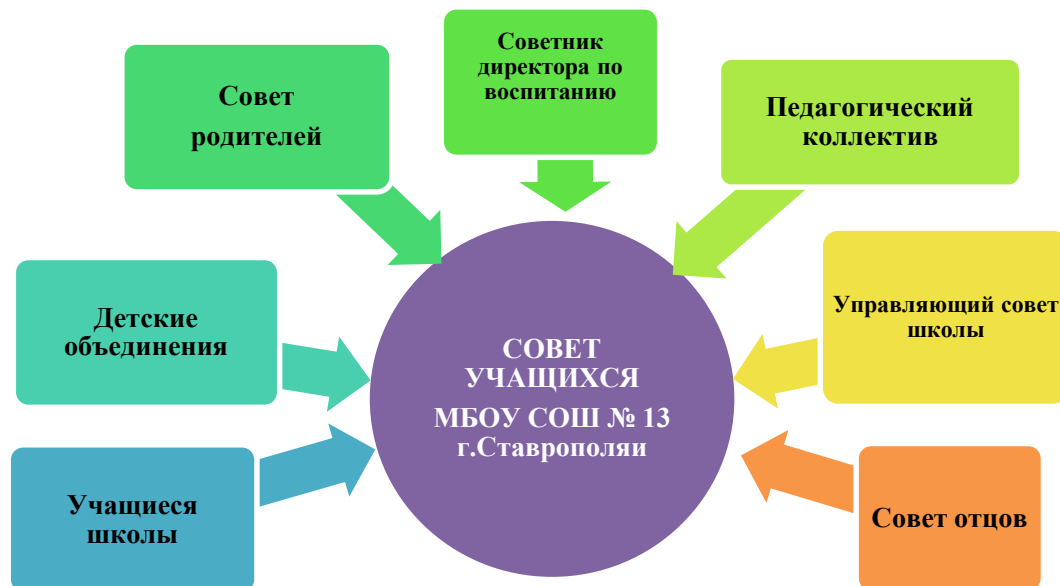 Советник
директора по
воспитанию
Совет
родителей
Педагогический
коллектив
Детские
объединения
Управляющий совет
школы
СОВЕТ
УЧАЩИХСЯ
МБОУ СОШ № 13
г.Ставрополяи
Учащиеся
школы
Совет отцов